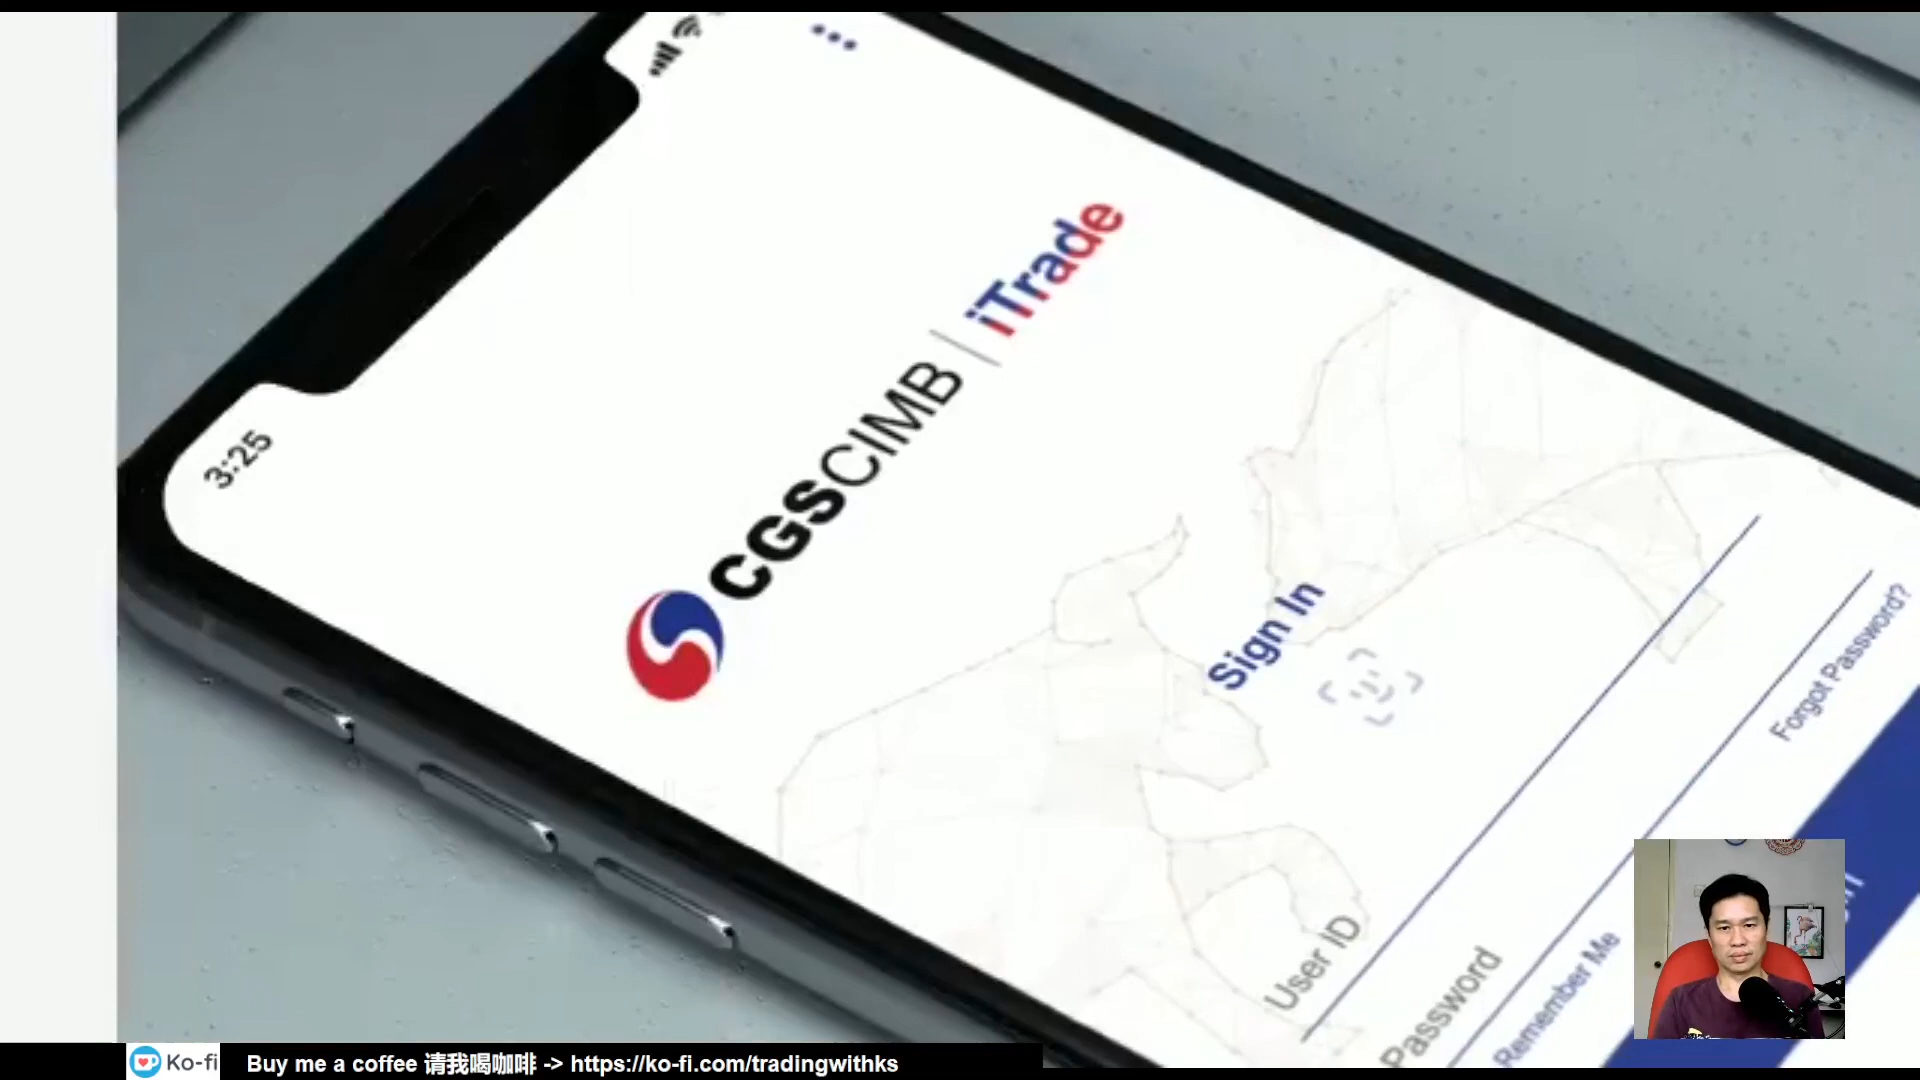 3:25
CGSCIMB | iTrade
Sign In
User ID
Password
Remember Me
Forgot Password?
Ko-fi
Buy me a coffee 请我喝咖啡 -> https://ko-fi.com/tradingwithks